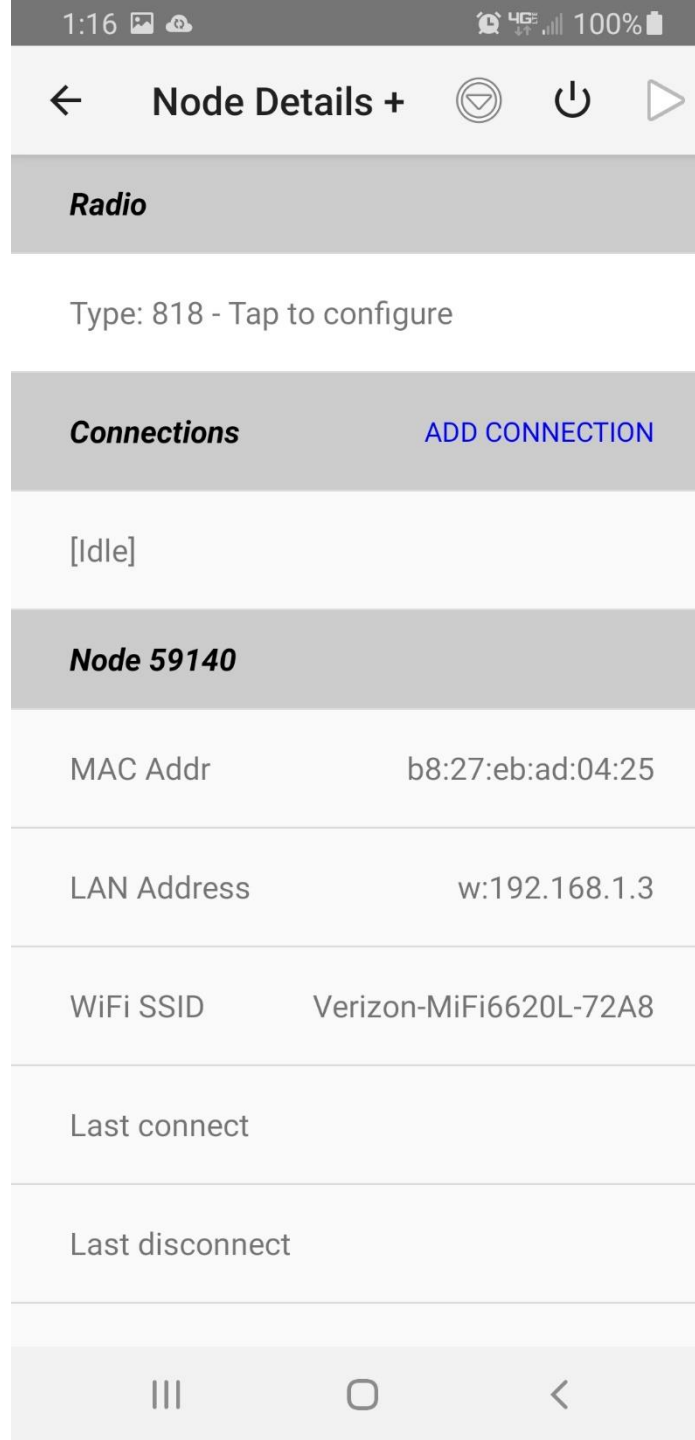 1:16 4GE 100%
Node Details +
Radio
Type: 818 - Tap to configure
Connections ADD CONNECTION
[Idle]
Node 59140
MAC Addr b8:27:eb:ad:04:25
LAN Address w:192.168.1.3
WiFi SSID Verizon-MiFi6620L-72A8
Last connect
Last disconnect